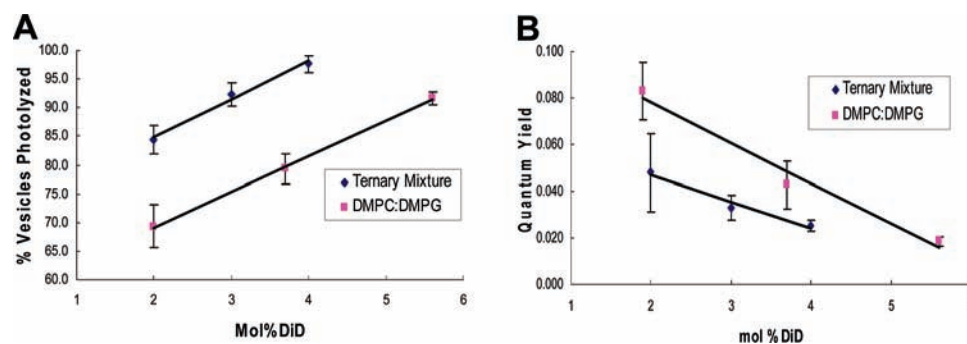 A
% Vesicles Photolyzed
100.0
95.0
90.0
85.0
80.0
75.0
70.0
65.0
60.0
Ternary Mixture
DMPC:DMPG
1 2 3 4 5 6
Mol%DiD
B
Quantum Yield
0.100
0.080
0.060
0.040
0.020
0.000
Ternary Mixture
DMPC:DMPG
1 2 3 4 5
mol %DiD